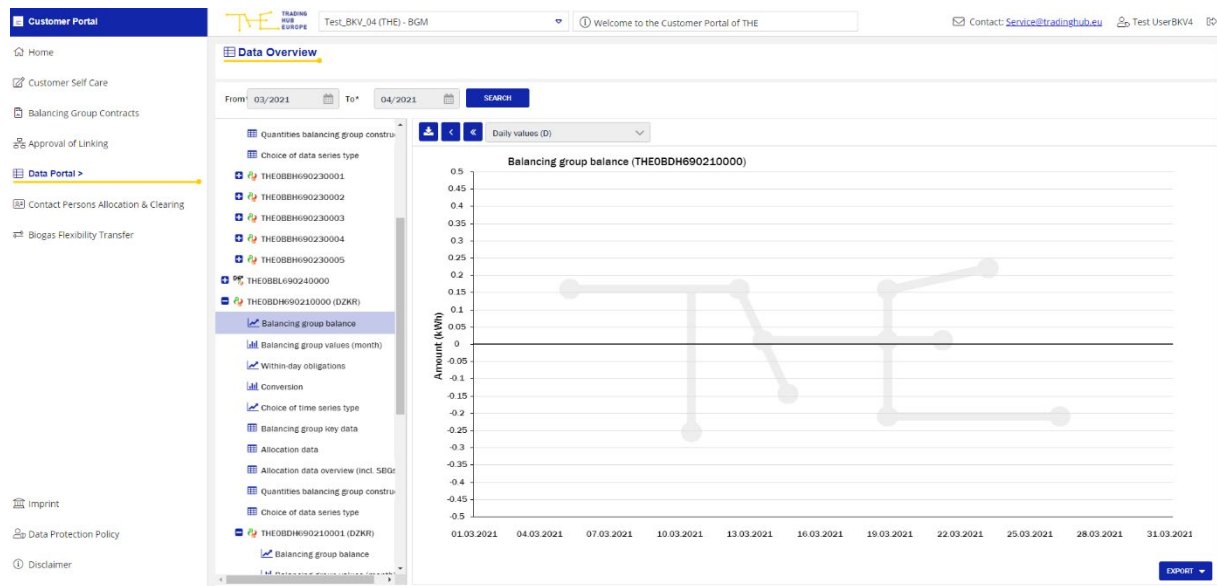 Customer Portal
TRADING
HUB
EUROPE
Test_BKV_04 (THE) - BGM
Welcome to the Customer Portal of THE
Contact: Service@tradinghub.eu
Test UserBKV4
Home
Customer Self Care
Balancing Group Contracts
Approval of Linking
Data Portal >
Contact Persons Allocation & Clearing
Biogas Flexibility Transfer
Imprint
Data Protection Policy
Disclaimer
Data Overview
From* 03/2021 To* 04/2021 SEARCH
Quantities balancing group constru
Choice of data series type
THE0BBH690230001
THE0BBH690230002
THE0BBH690230003
THE0BBH690230004
THE0BBH690230005
THE0BBL690240000
THE0BDH690210000 (DZKR)
Balancing group balance
Balancing group values (month)
Within-day obligations
Conversion
Choice of time series type
Balancing group key data
Allocation data
Allocation data overview (incl. SBGs
Quantities balancing group constru
Choice of data series type
THE0BDH690210001 (DZKR)
Balancing group balance
Balancing group values (month)
Daily values (D)
Balancing group balance (THE0BDH690210000)
Amount (kWh)
0.5
0.45
0.4
0.35
0.3
0.25
0.2
0.15
0.1
0.05
0
-0.05
-0.1
-0.15
-0.2
-0.25
-0.3
-0.35
-0.4
-0.45
-0.5
01.03.2021 04.03.2021 07.03.2021 10.03.2021 13.03.2021 16.03.2021 19.03.2021 22.03.2021 25.03.2021 28.03.2021 31.03.2021
EXPORT